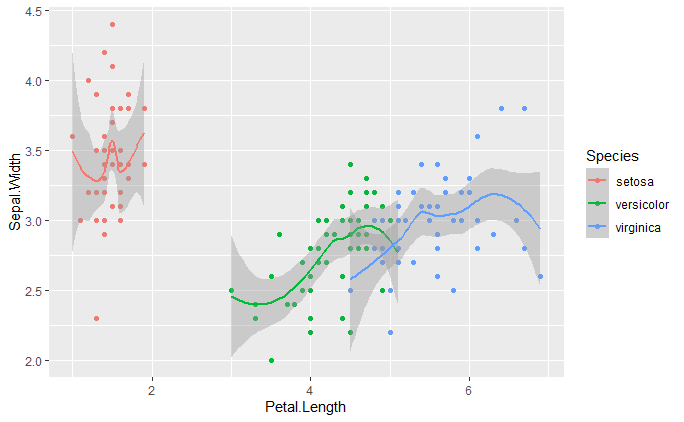 4.5
4.0
3.5
3.0
2.5
2.0
Sepal.Width
2 4 6
Petal.Length
Species
setosa
versicolor
virginica